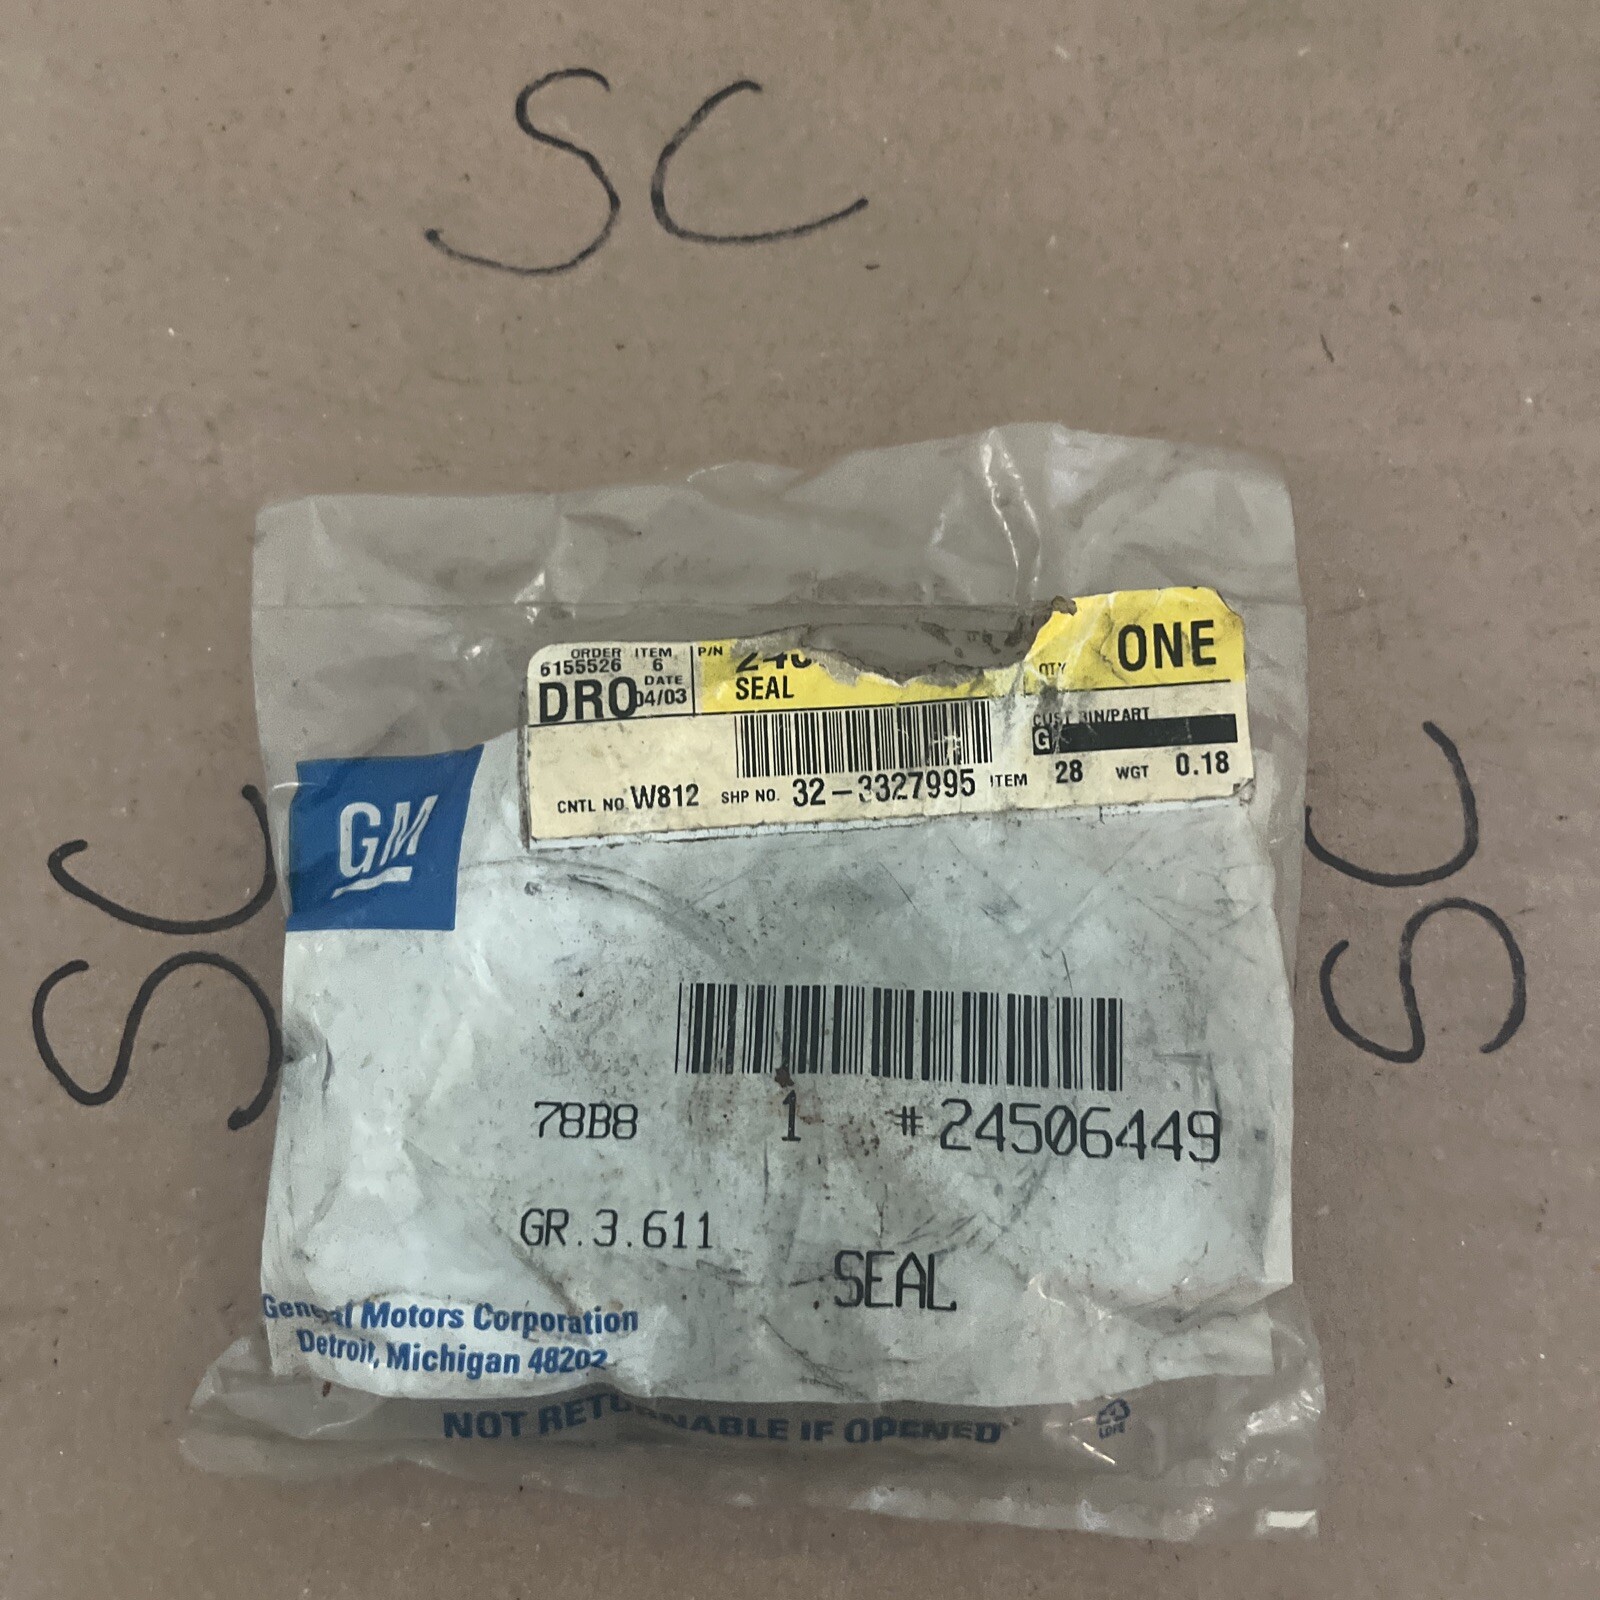 SC
ORDER ITEM P/N
6155526 6
SEAL
QTY ONE
DRO DATE
04/03
CUST BIN/PART
G
CNTL NO. W812 SHP NO. 32-3327995 ITEM 28 WGT 0.18
GM
SC
SC
78B8 1 #24506449
GR.3.611
SEAL
General Motors Corporation
Detroit, Michigan 48202
NOT RETURNABLE IF OPENED
LDPE